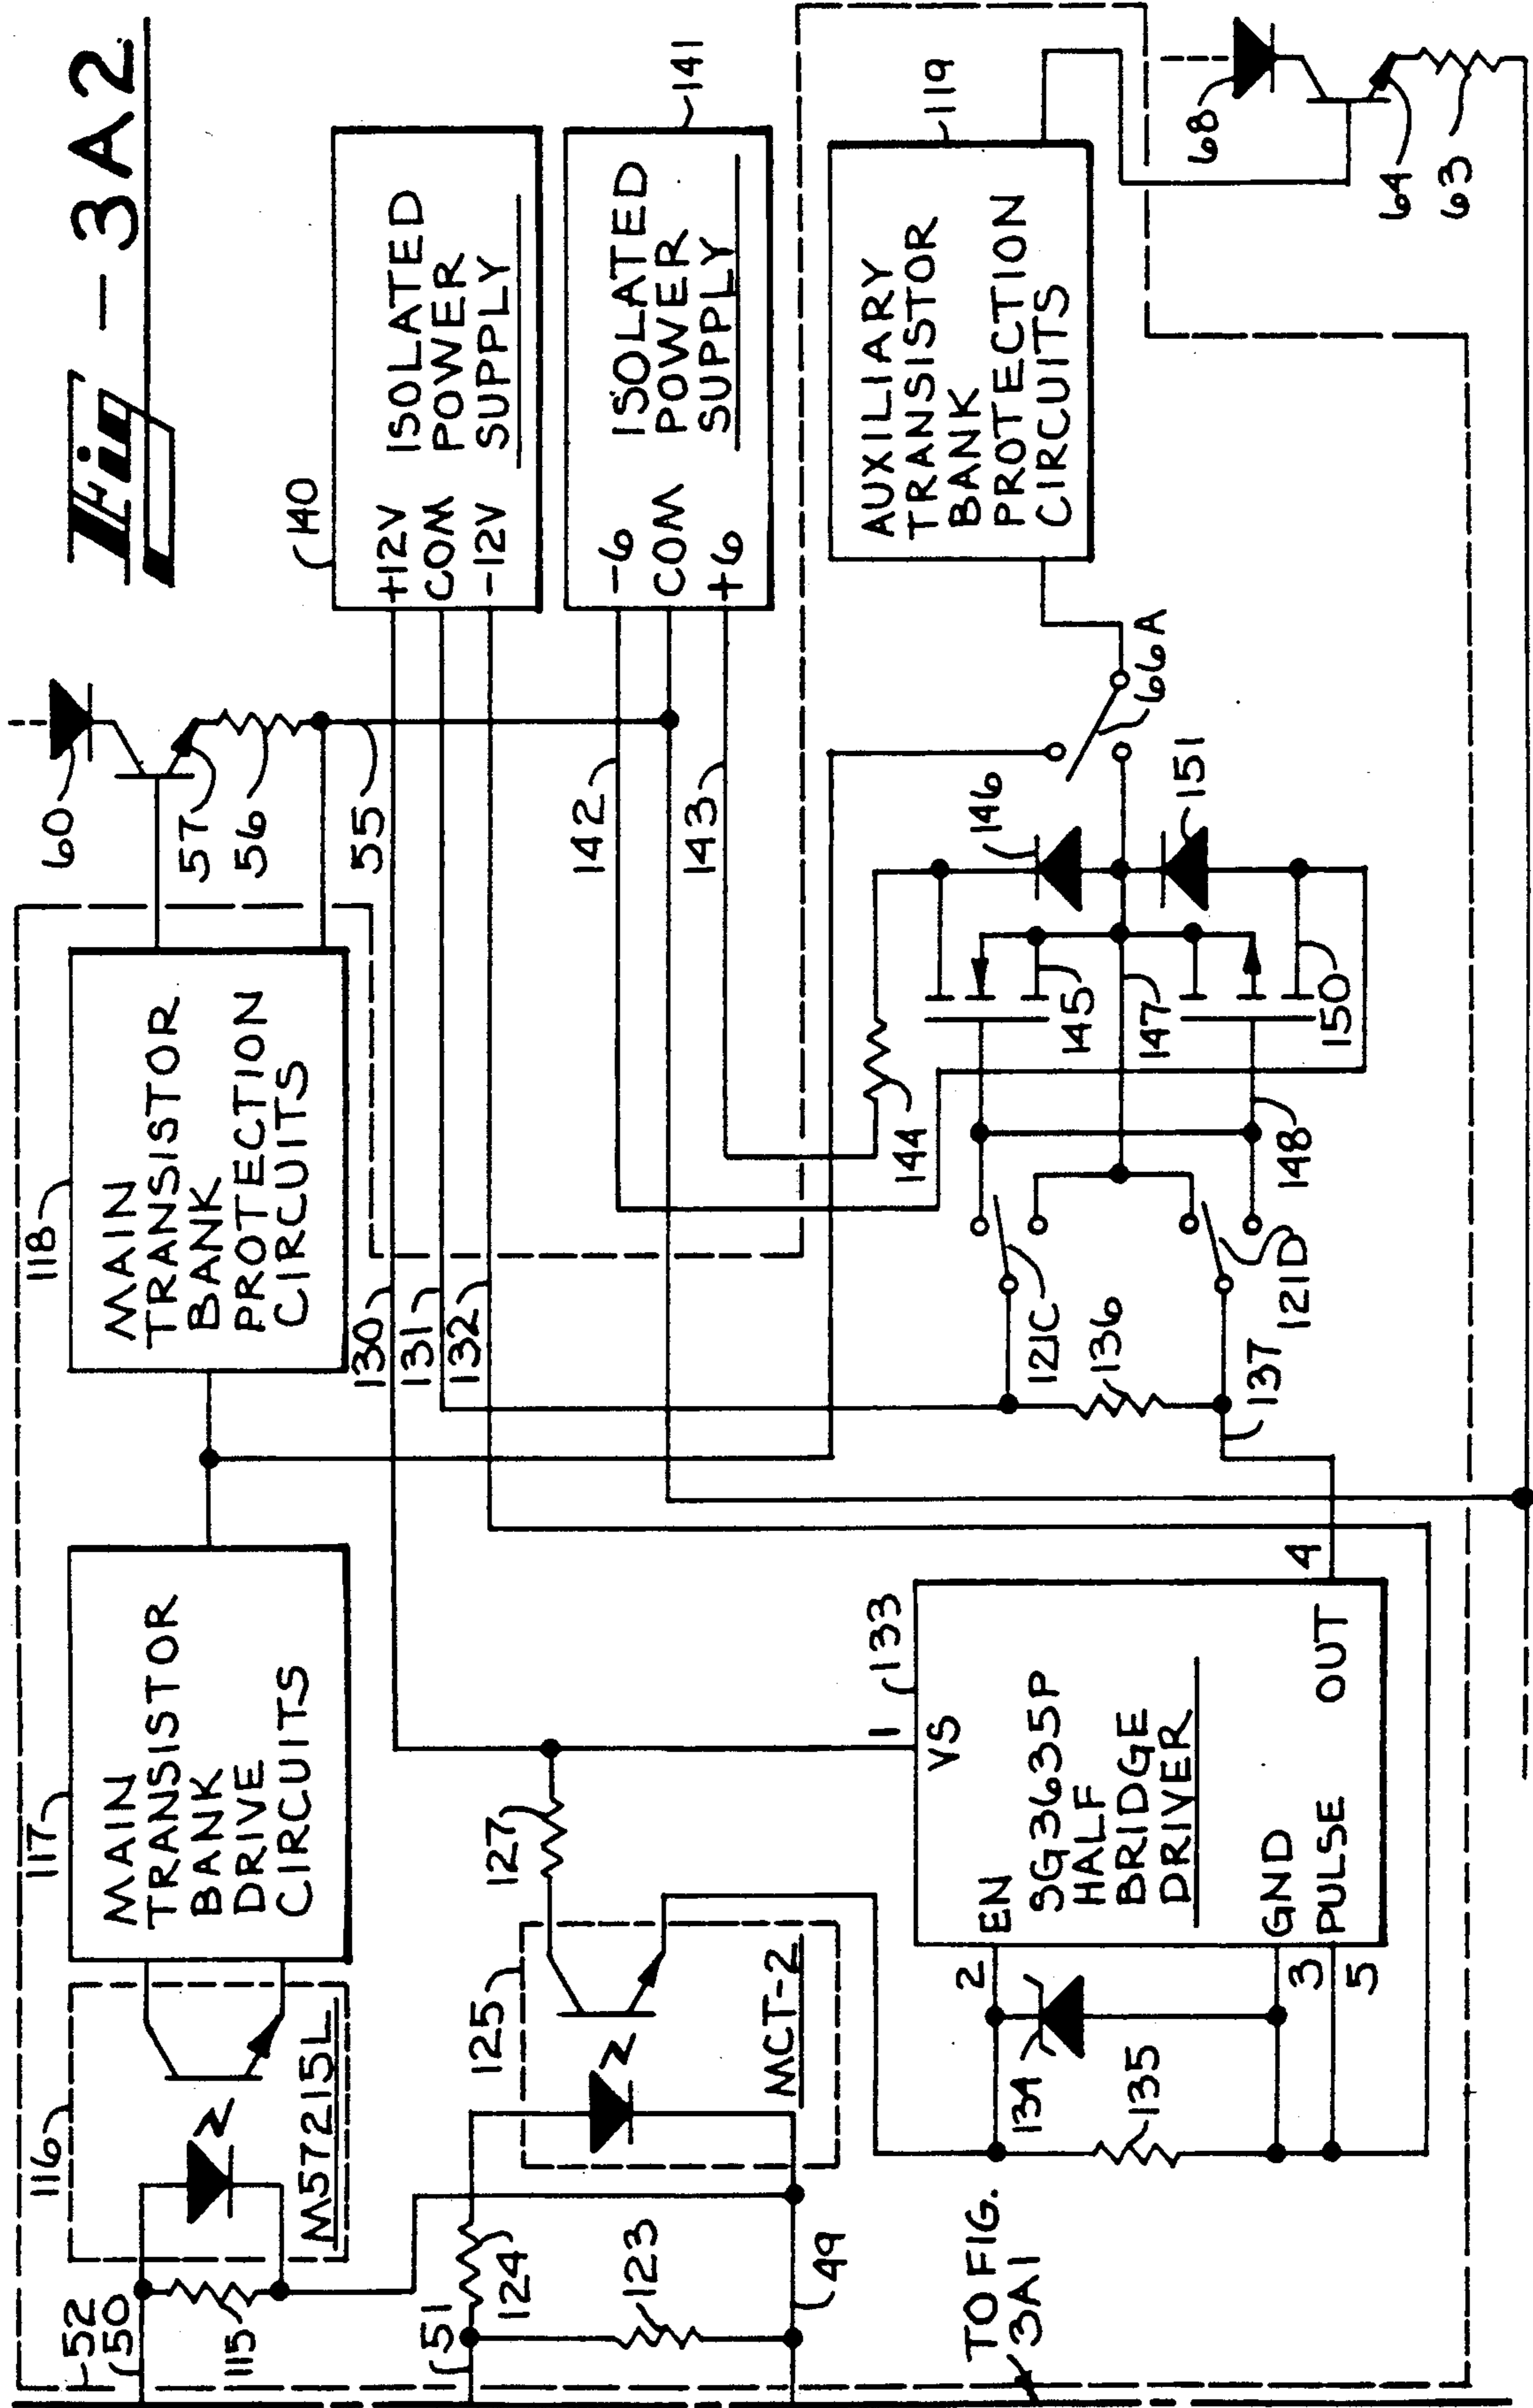 Fig-3A2
52
50
115
116
M57215L
117
MAIN
TRANSISTOR
BANK
DRIVE
CIRCUITS
118
MAIN
TRANSISTOR
BANK
PROTECTION
CIRCUITS
60
57
56
55
140
+12V
COM
-12V
ISOLATED
POWER
SUPPLY
141
-6
COM
+6
ISOLATED
POWER
SUPPLY
130
131
132
142
143
51
124
123
49
125
MCT-2
127
133
1
VS
EN
2
SG3635P
HALF
BRIDGE
DRIVER
GND
PULSE
OUT
3
5
4
134
135
137
136
121C
121D
144
145
147
148
150
146
151
66A
119
AUXILIARY
TRANSISTOR
BANK
PROTECTION
CIRCUITS
68
64
63
TO FIG.
3A1